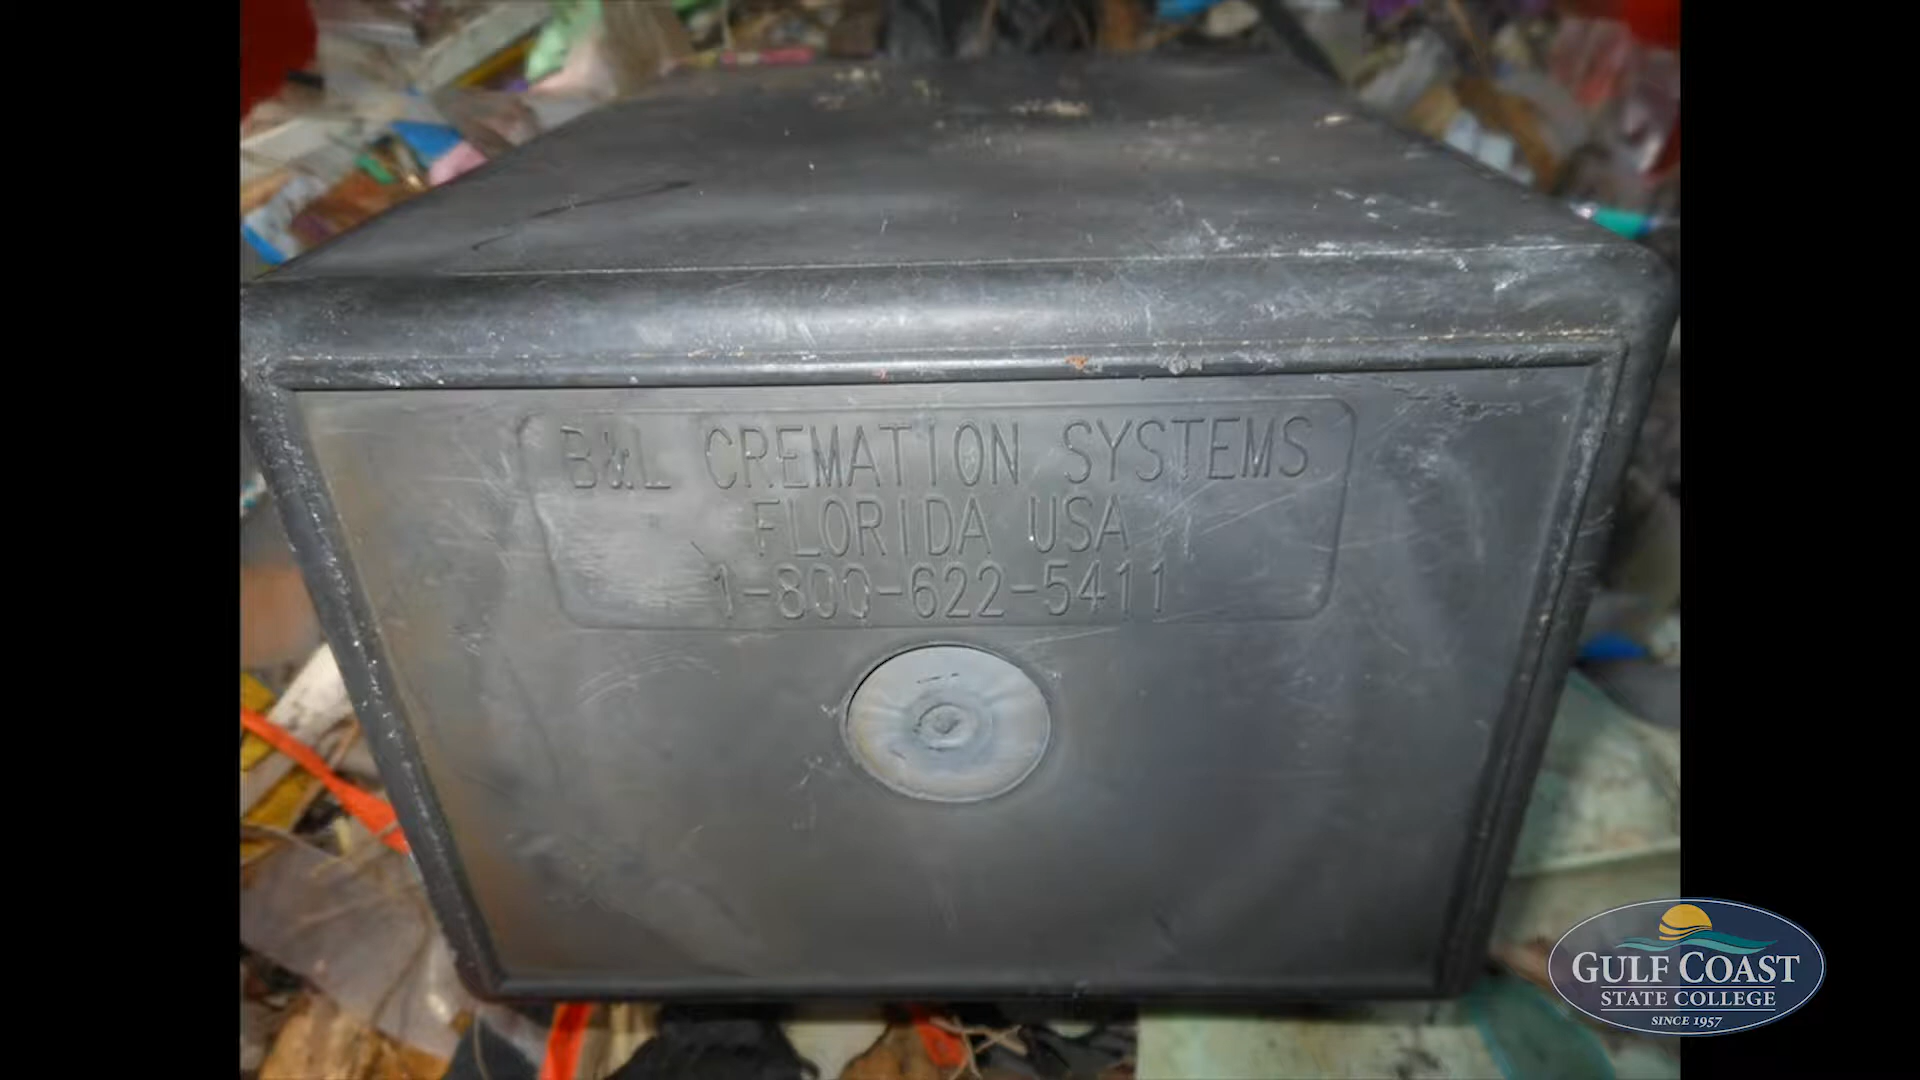 B&L CREMATION SYSTEMS
FLORIDA USA
1-800-622-5411
GULF COAST
STATE COLLEGE
SINCE 1957